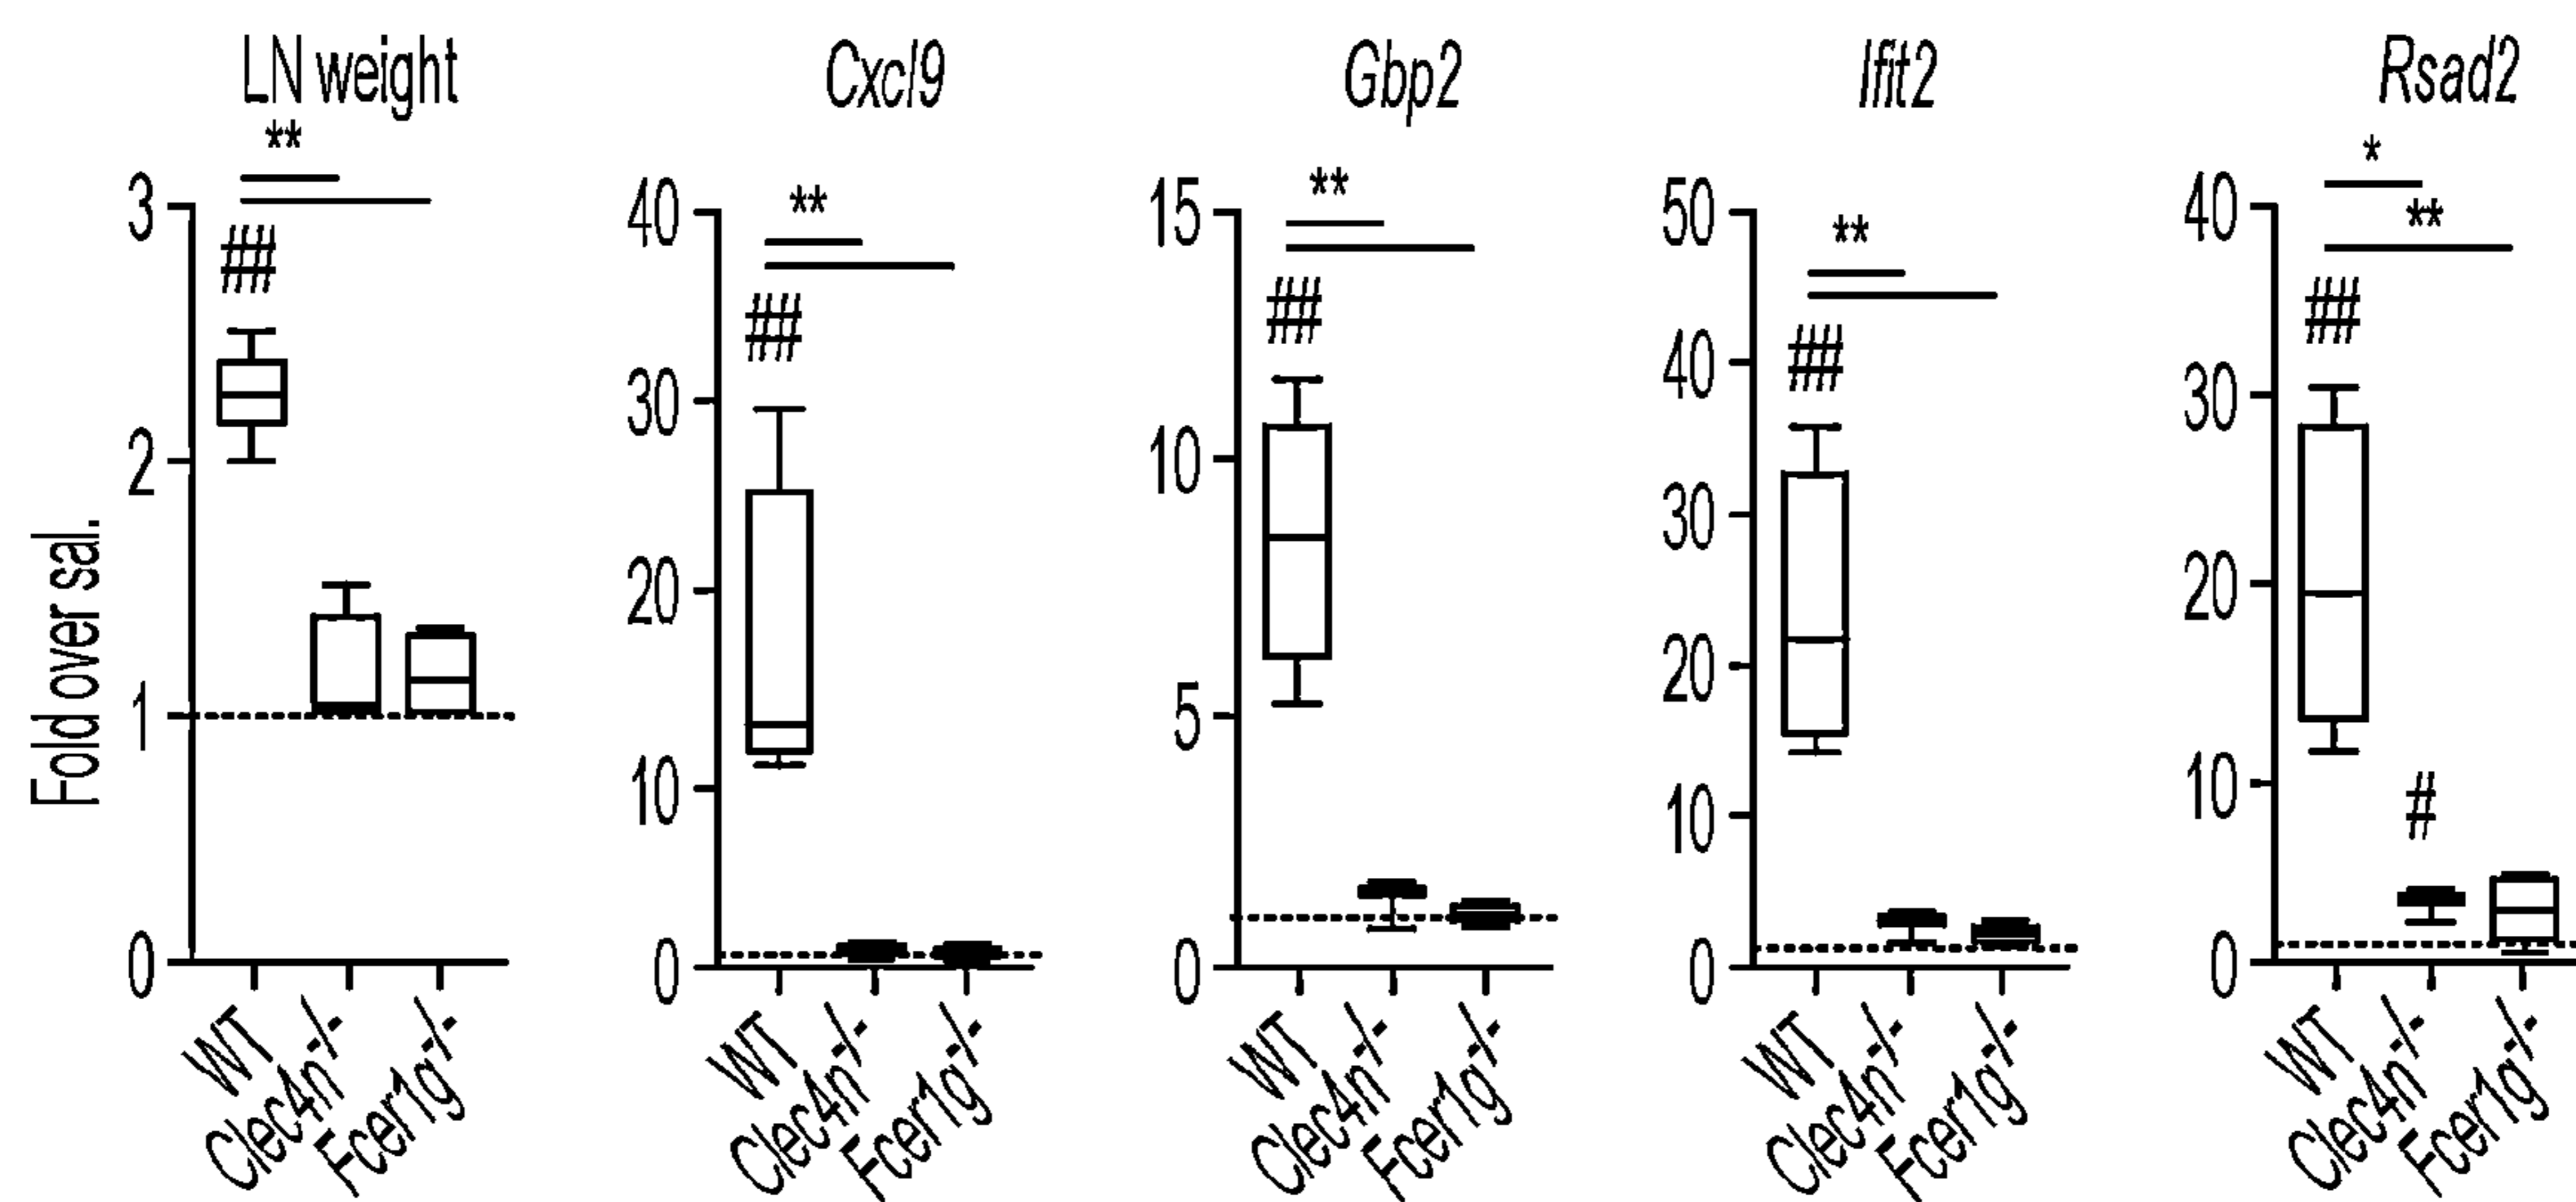 LN weight
**
3
##
2
1
0
Fold over sal.
WT
Clec4n-/-
Fcer1g-/-
Cxcl9
**
40
##
30
20
10
0
WT
Clec4n-/-
Fcer1g-/-
Gbp2
**
15
##
10
5
0
WT
Clec4n-/-
Fcer1g-/-
Ifit2
**
50
##
40
30
20
10
0
WT
Clec4n-/-
Fcer1g-/-
Rsad2
*
**
40
##
30
20
10
#
0
WT
Clec4n-/-
Fcer1g-/-